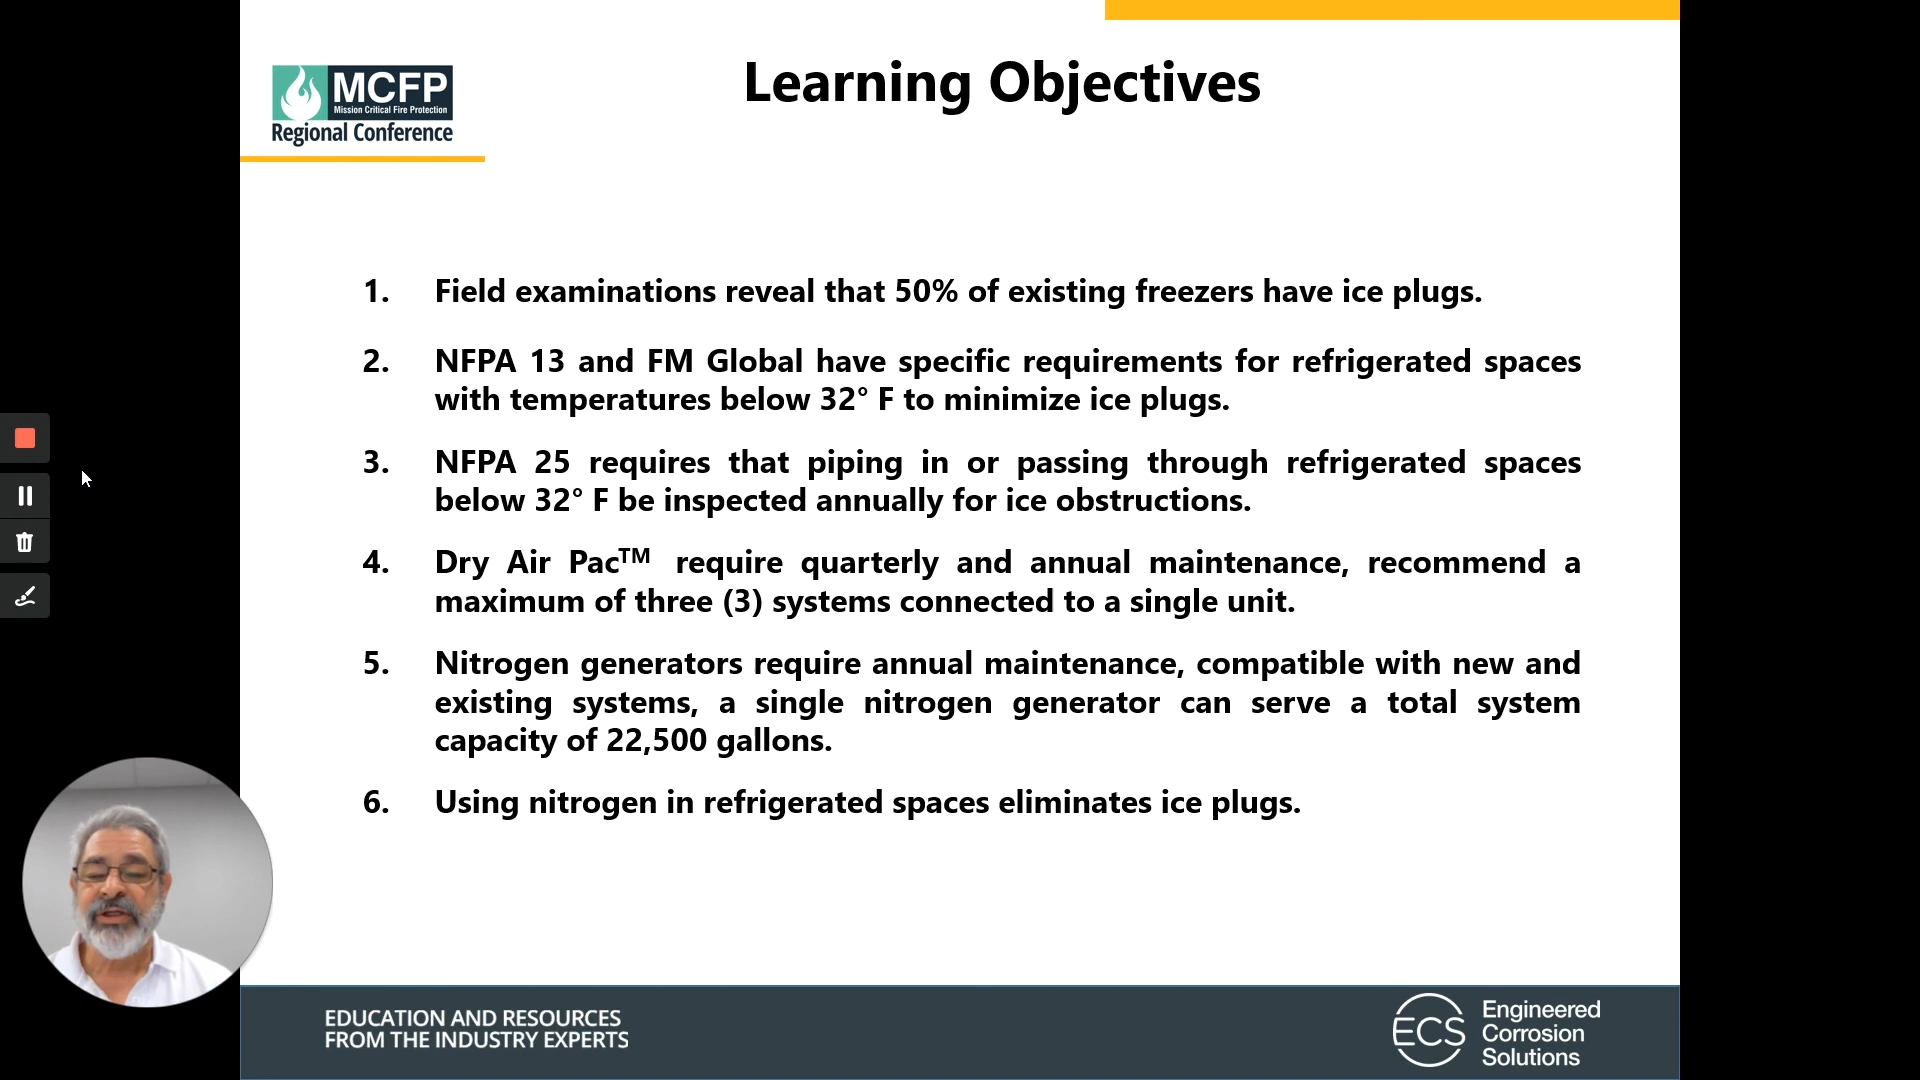 MCFP
Mission Critical Fire Protection
Regional Conference
Learning Objectives
1. Field examinations reveal that 50% of existing freezers have ice plugs.
2. NFPA 13 and FM Global have specific requirements for refrigerated spaces
with temperatures below 32° F to minimize ice plugs.
3. NFPA 25 requires that piping in or passing through refrigerated spaces
below 32° F be inspected annually for ice obstructions.
4. Dry Air Pac™ require quarterly and annual maintenance, recommend a
maximum of three (3) systems connected to a single unit.
5. Nitrogen generators require annual maintenance, compatible with new and
existing systems, a single nitrogen generator can serve a total system
capacity of 22,500 gallons.
6. Using nitrogen in refrigerated spaces eliminates ice plugs.
EDUCATION AND RESOURCES
FROM THE INDUSTRY EXPERTS
ECS
Engineered
Corrosion
Solutions